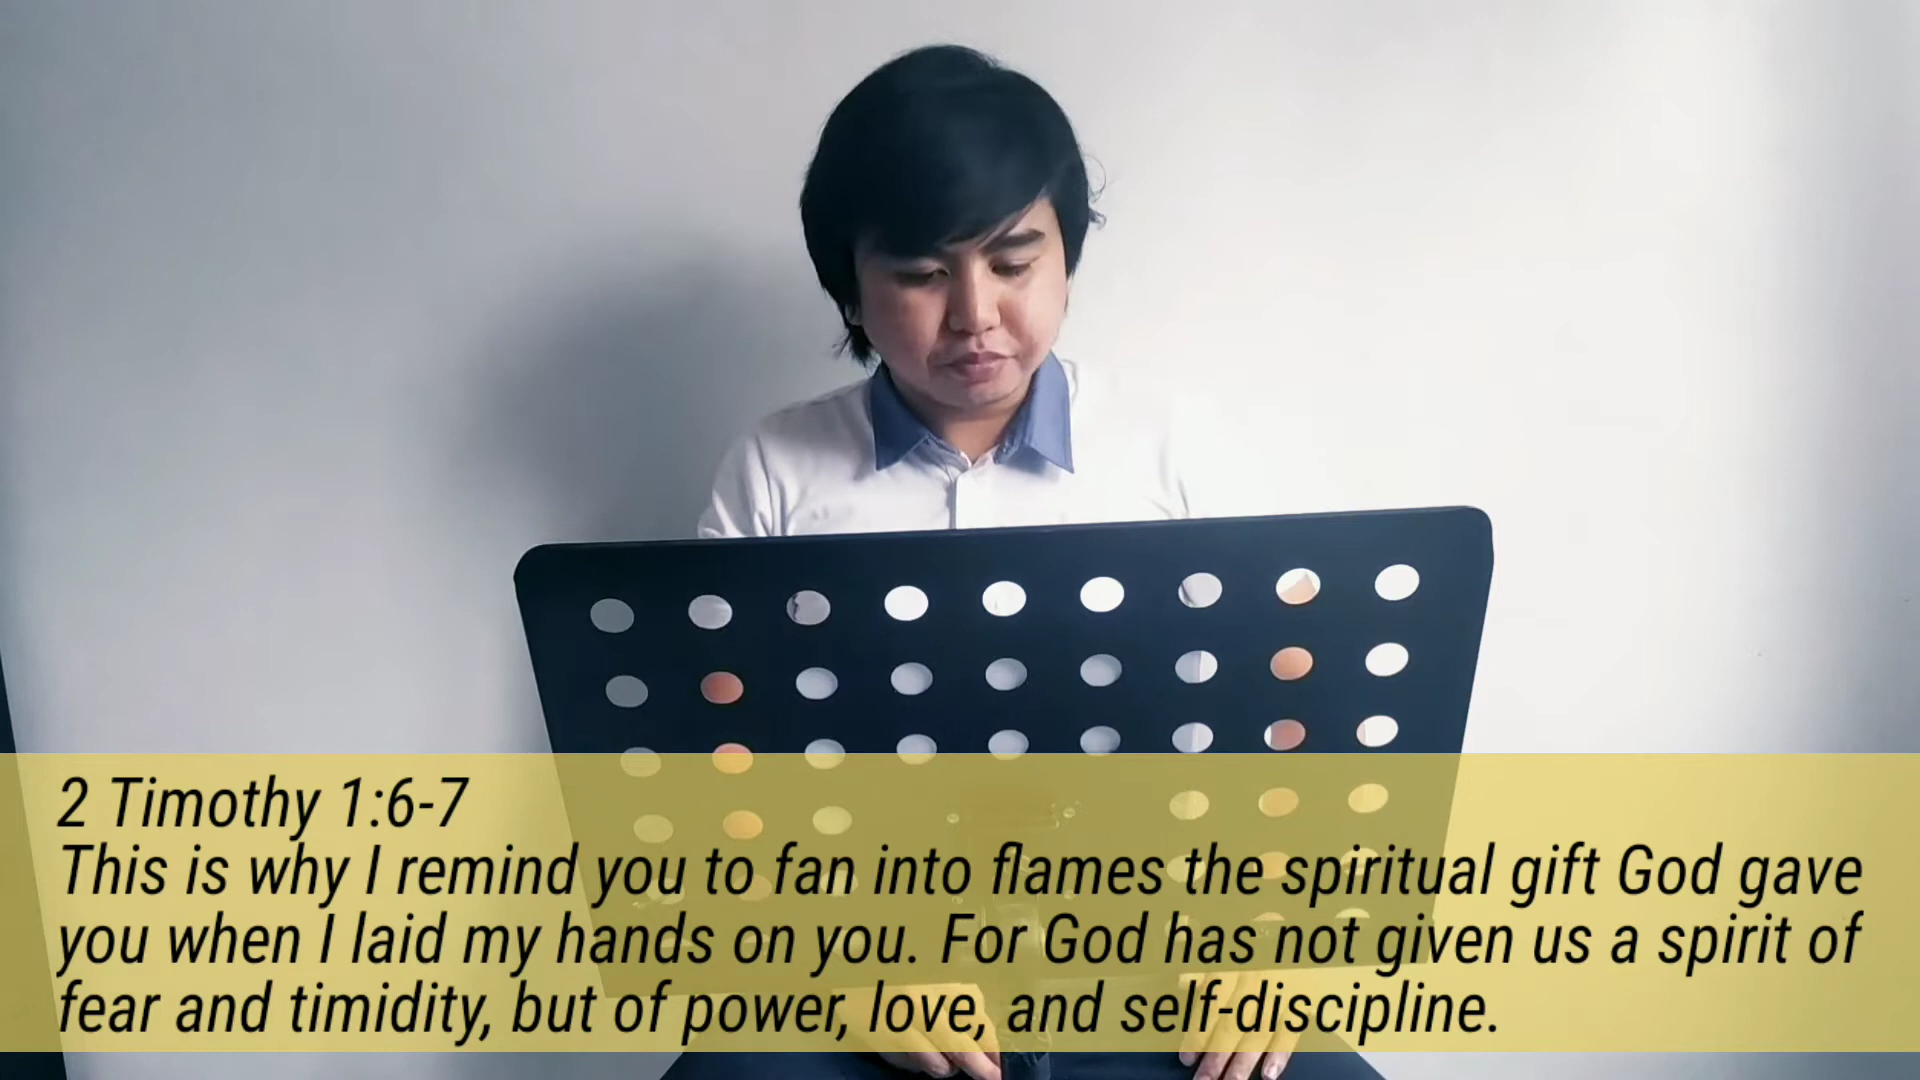 2 Timothy 1:6-7
This is why I remind you to fan into flames the spiritual gift God gave
you when I laid my hands on you. For God has not given us a spirit of
fear and timidity, but of power, love, and self-discipline.